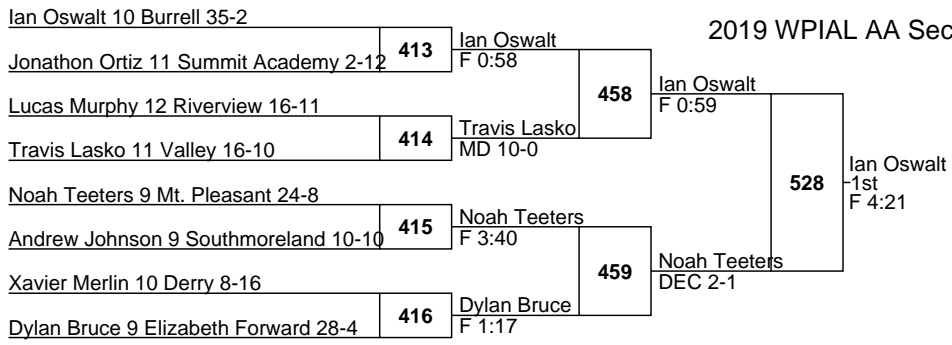 2019 WPIAL AA Sec
Ian Oswalt 10 Burrell 35-2
Jonathon Ortiz 11 Summit Academy 2-12
Lucas Murphy 12 Riverview 16-11
Travis Lasko 11 Valley 16-10
Noah Teeters 9 Mt. Pleasant 24-8
Andrew Johnson 9 Southmoreland 10-10
Xavier Merlin 10 Derry 8-16
Dylan Bruce 9 Elizabeth Forward 28-4
413
414
415
416
Ian Oswalt
F 0:58
Travis Lasko
MD 10-0
Noah Teeters
F 3:40
Dylan Bruce
F 1:17
458
459
Ian Oswalt
F 0:59
Noah Teeters
DEC 2-1
528
Ian Oswalt
1st
F 4:21